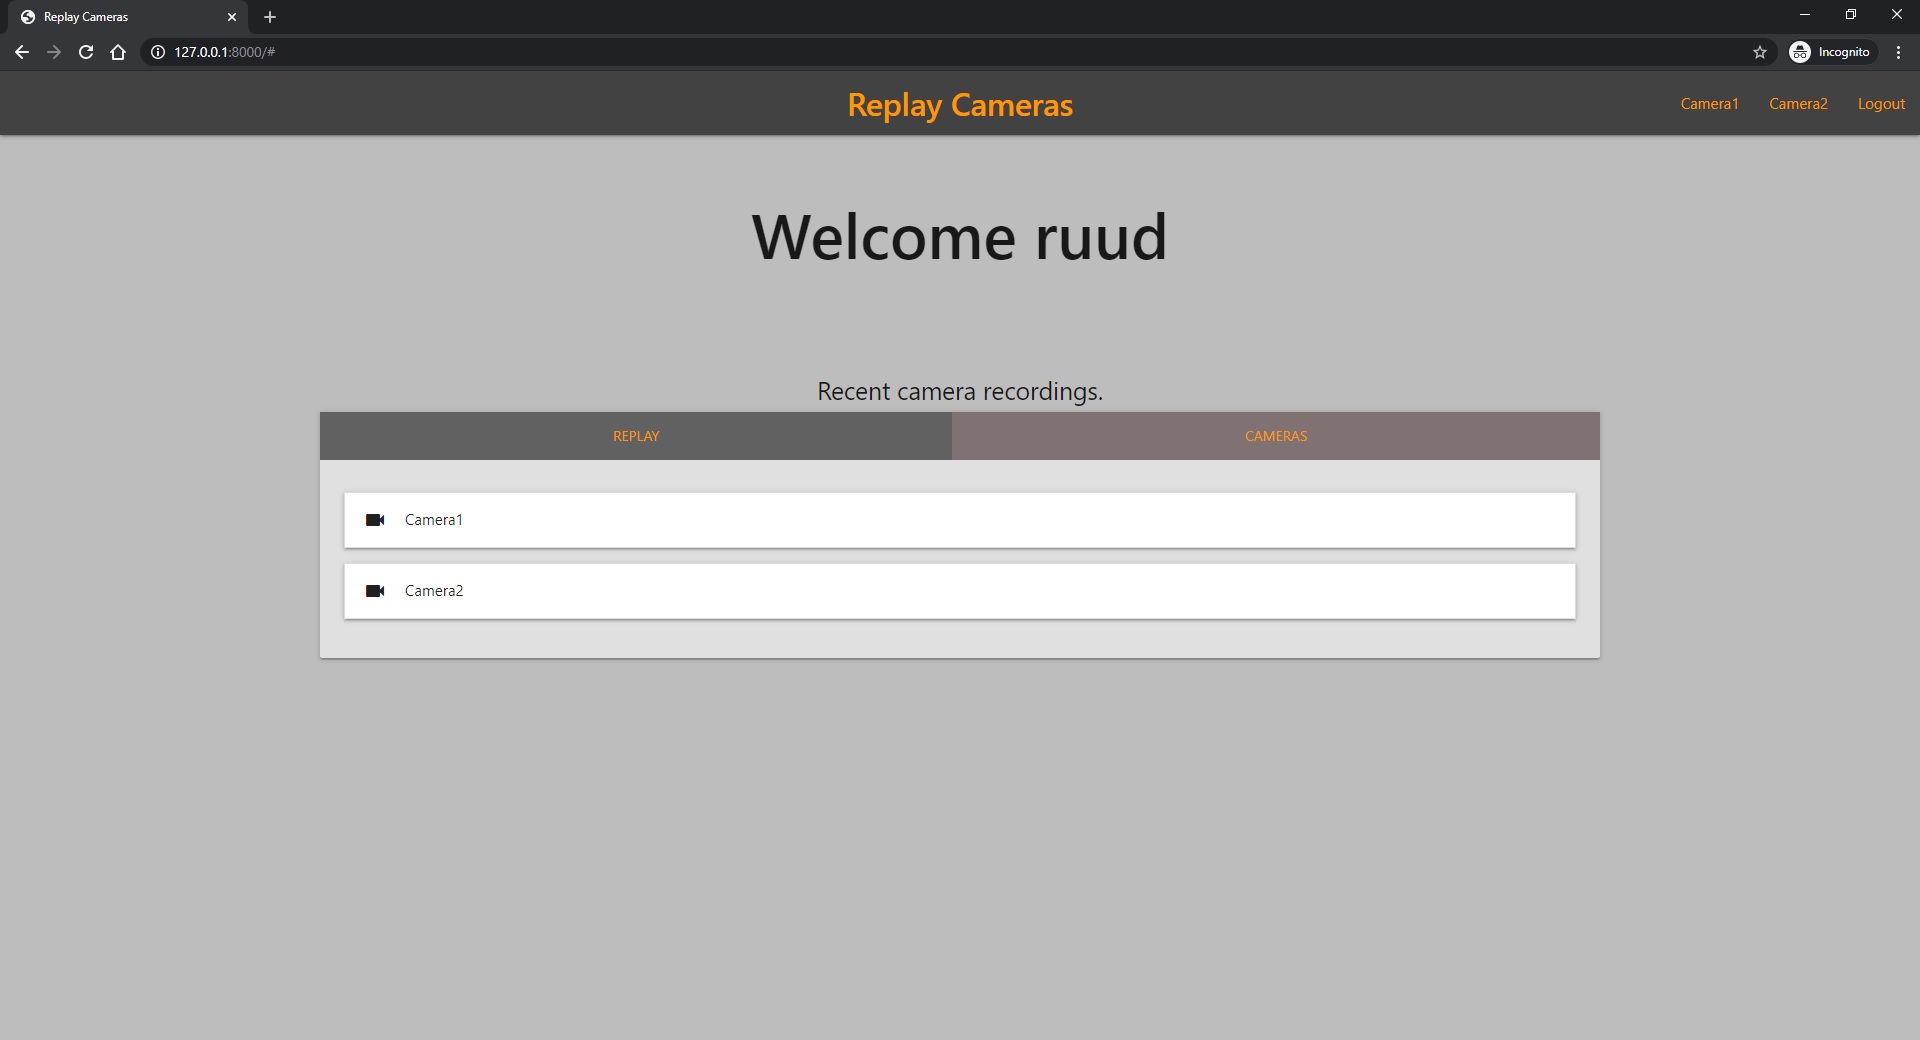 Replay Cameras
127.0.0.1:8000/#
Incognito
Replay Cameras
Camera1 Camera2 Logout
Welcome ruud
Recent camera recordings.
REPLAY CAMERAS
Camera1
Camera2